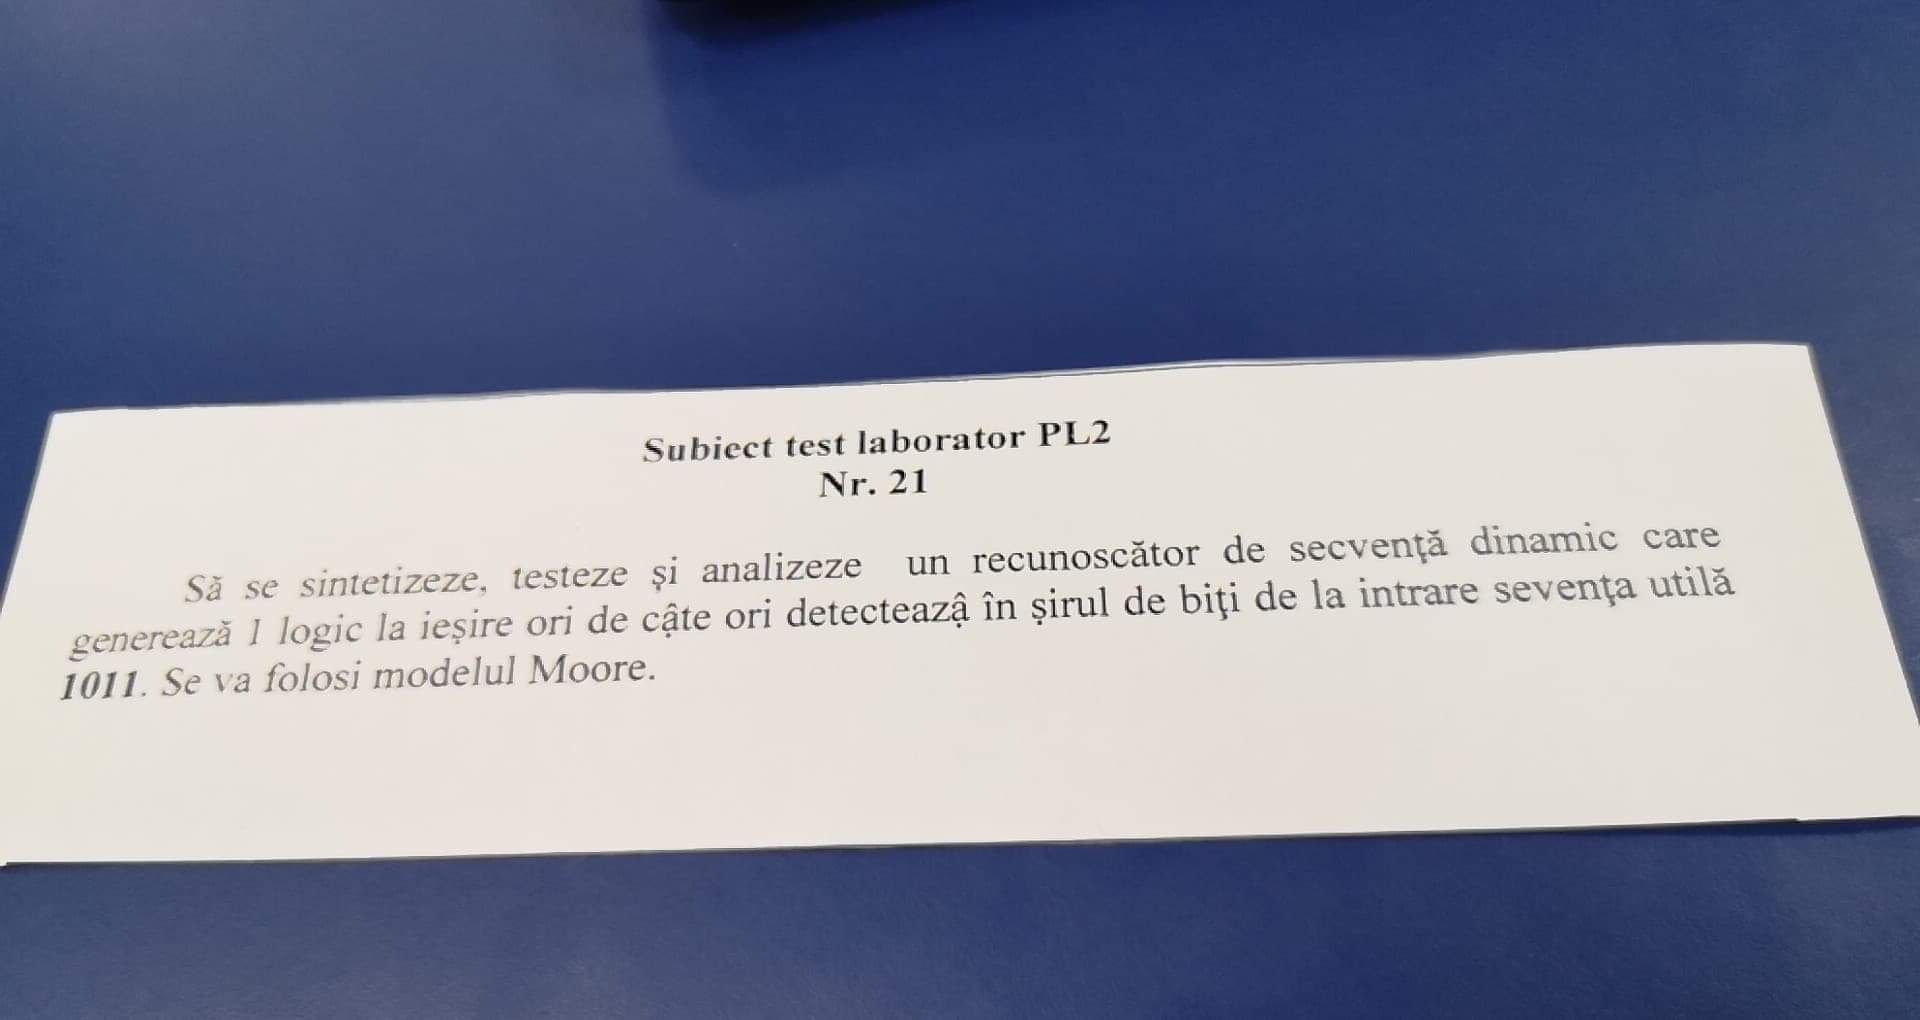 Subiect test laborator PL2
Nr. 21
Să se sintetizeze, testeze și analizeze un recunoscător de secvență dinamic care
generează 1 logic la ieșire ori de câte ori detectează în șirul de biți de la intrare sevența utilă
1011. Se va folosi modelul Moore.